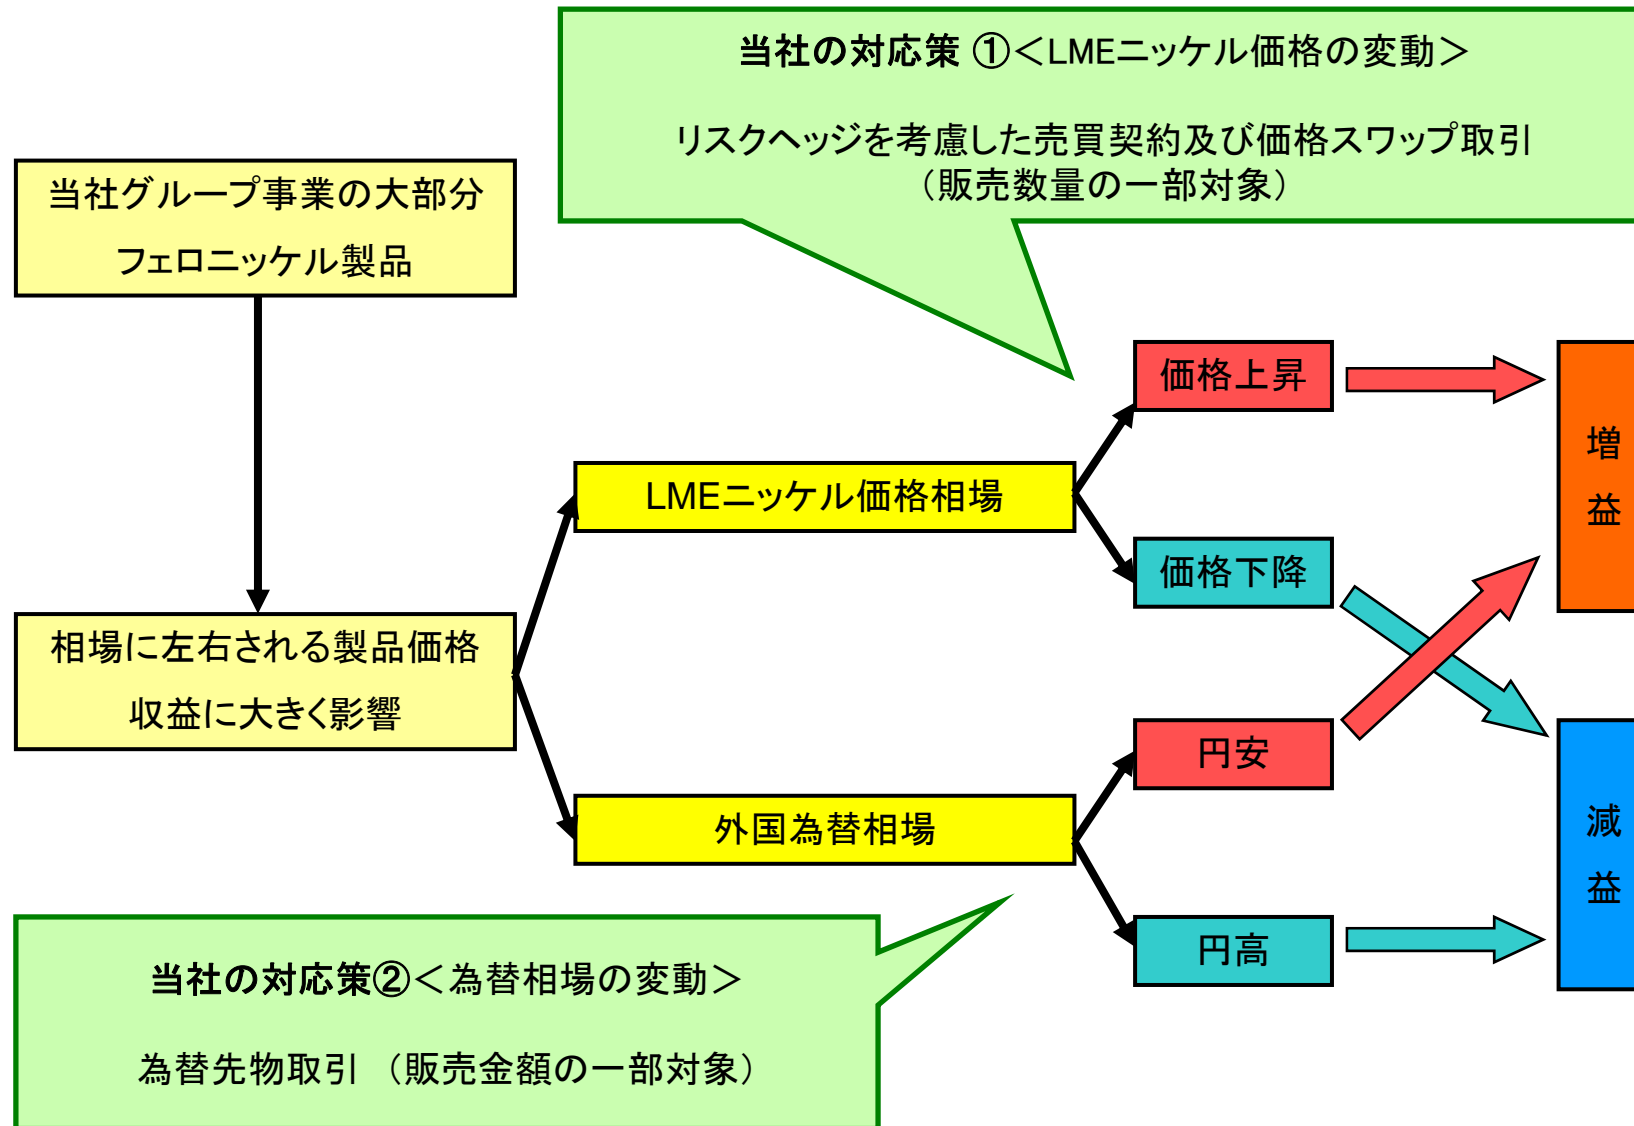 当社の対応策 ①＜LMEニッケル価格の変動＞
リスクヘッジを考慮した売買契約及び価格スワップ取引
（販売数量の一部対象）
当社グループ事業の大部分
フェロニッケル製品
相場に左右される製品価格
収益に大きく影響
LMEニッケル価格相場
外国為替相場
価格上昇
価格下降
円安
円高
増
益
減
益
当社の対応策②＜為替相場の変動＞
為替先物取引 （販売金額の一部対象）